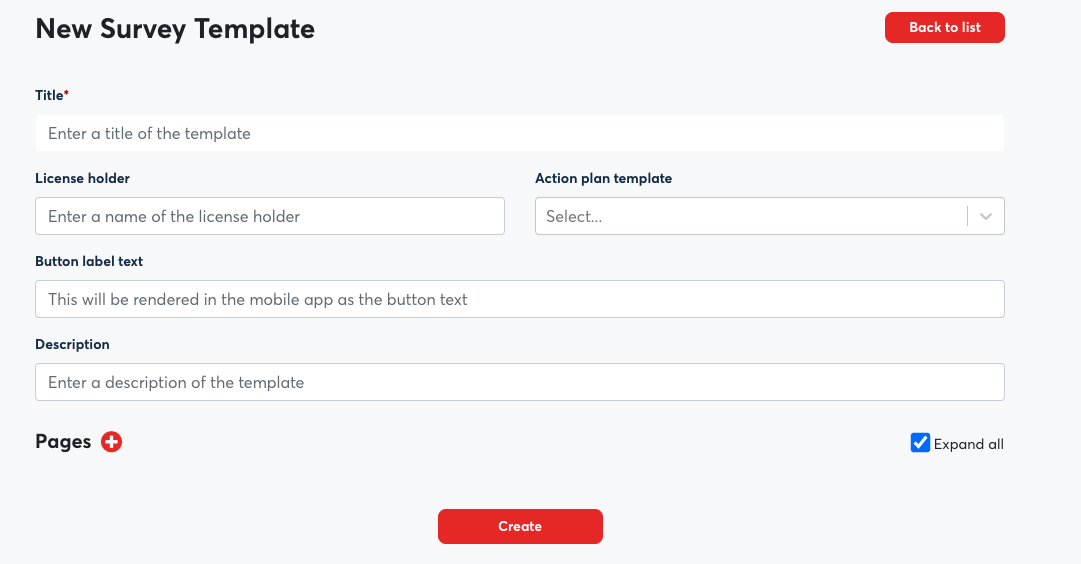 New Survey Template
Back to list
Title*
Enter a title of the template
License holder
Action plan template
Enter a name of the license holder
Select...
Button label text
This will be rendered in the mobile app as the button text
Description
Enter a description of the template
Pages
Expand all
Create